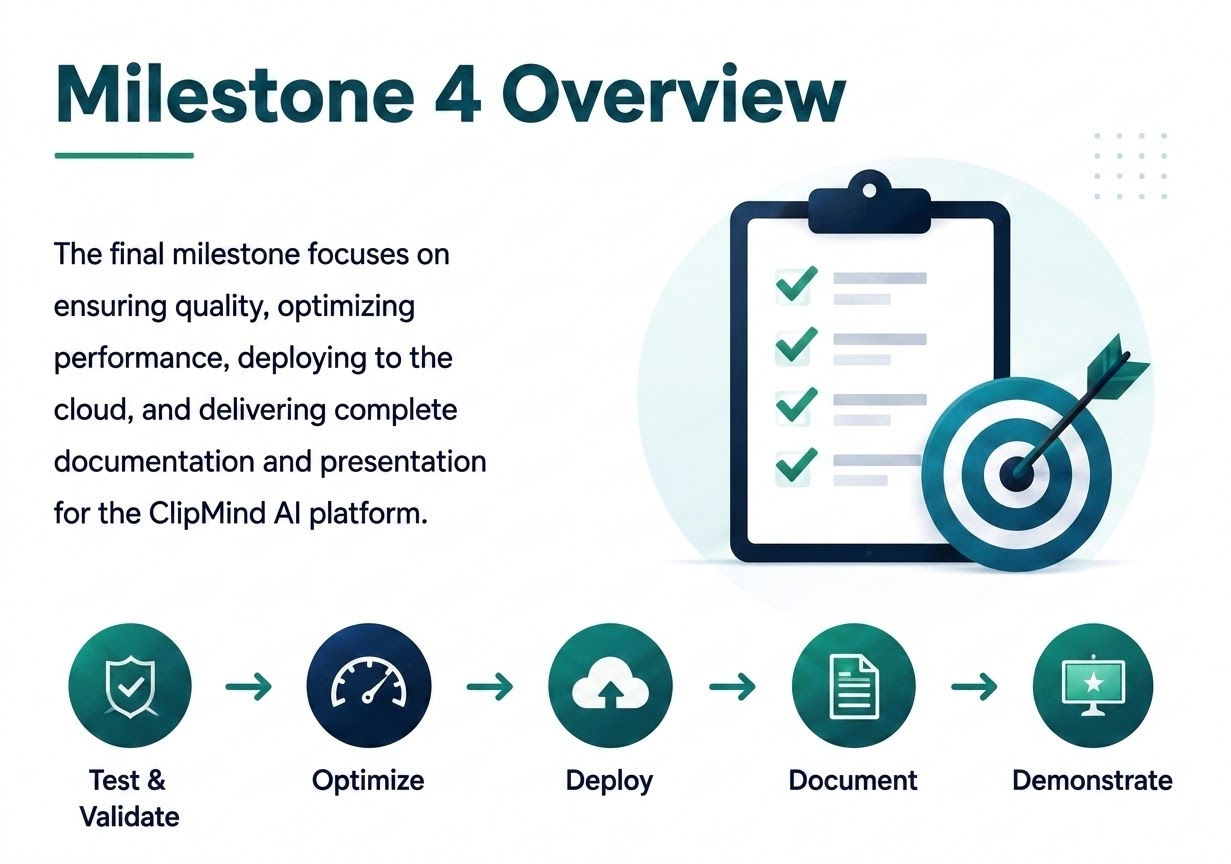 Milestone 4 Overview
The final milestone focuses on
ensuring quality, optimizing
performance, deploying to the
cloud, and delivering complete
documentation and presentation
for the ClipMind AI platform.
Test &
Validate
Optimize
Deploy
Document
Demonstrate